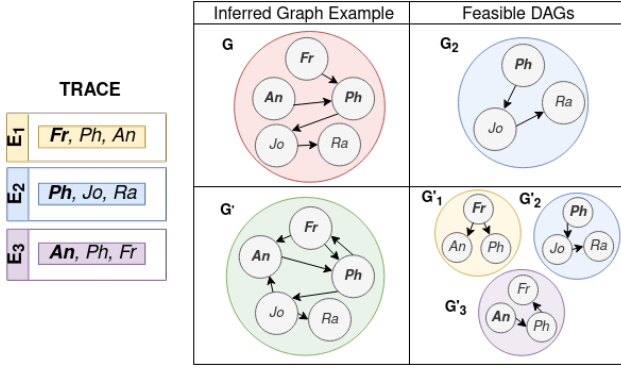 Inferred Graph Example
Feasible DAGs
TRACE
E1
Fr, Ph, An
E2
Ph, Jo, Ra
E3
An, Ph, Fr
G
Fr
An
Ph
Jo
Ra
G2
Ph
Ra
Jo
G'
Fr
An
Ph
Jo
Ra
G'1
Fr
An
Ph
G'2
Ph
Jo
Ra
G'3
Fr
An
Ph